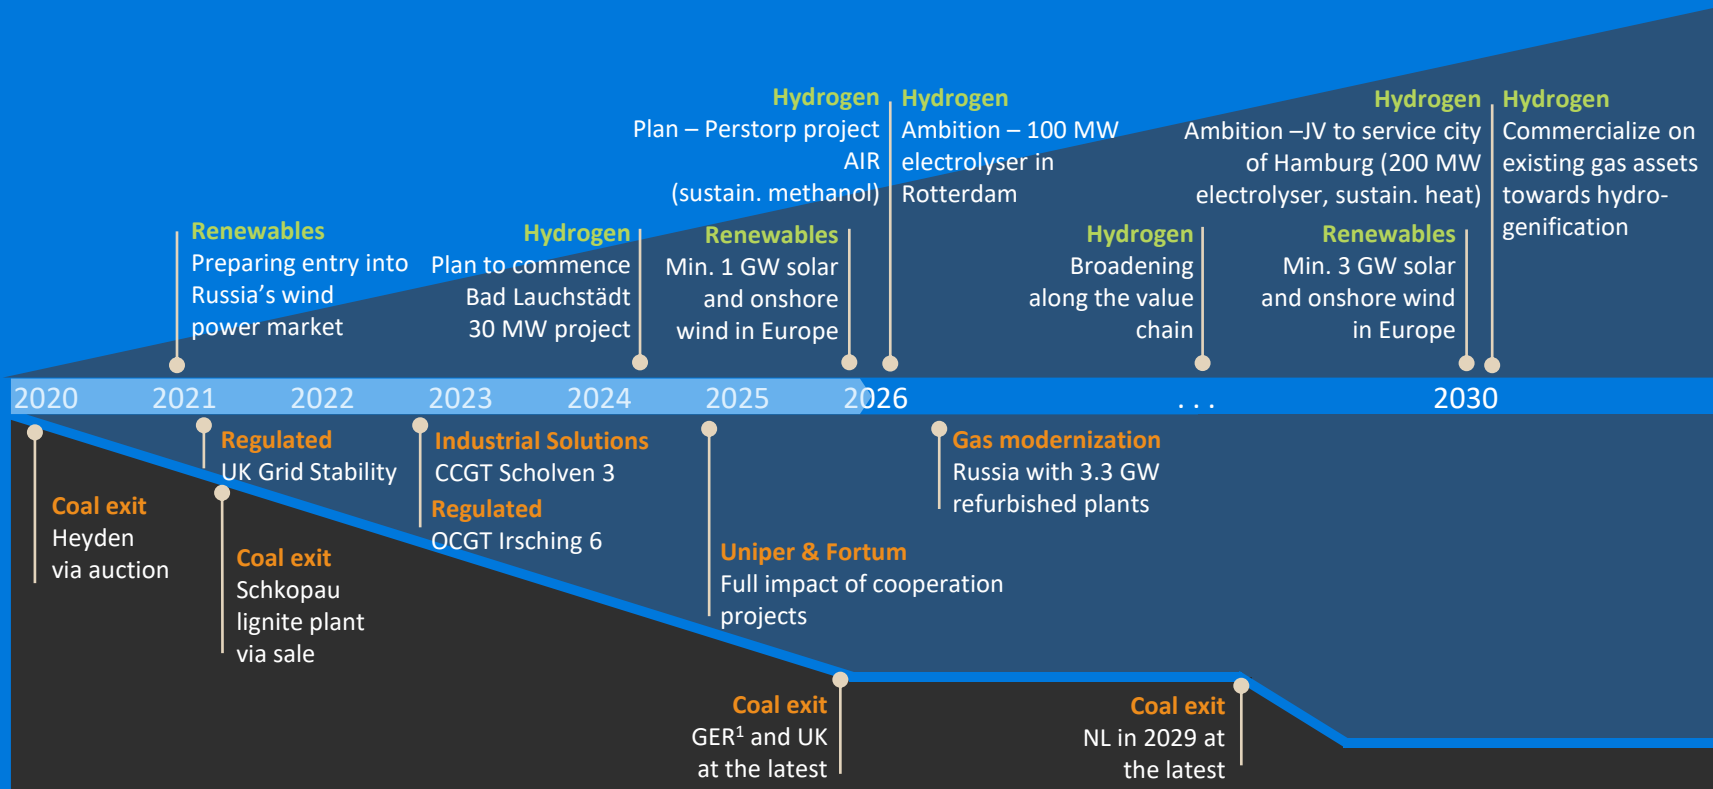 Hydrogen
Plan – Perstorp project
AIR
(sustain. methanol)
Hydrogen
Ambition – 100 MW
electrolyser in
Rotterdam
Hydrogen
Ambition –JV to service city
of Hamburg (200 MW
electrolyser, sustain. heat)
Hydrogen
Commercialize on
existing gas assets
towards hydro-
genification
Renewables
Preparing entry into
Russia's wind
power market
Hydrogen
Plan to commence
Bad Lauchstädt
30 MW project
Renewables
Min. 1 GW solar
and onshore
wind in Europe
Hydrogen
Broadening
along the value
chain
Renewables
Min. 3 GW solar
and onshore wind
in Europe
2020 2021 2022 2023 2024 2025 2026 . . . 2030
Coal exit
Heyden
via auction
Regulated
UK Grid Stability
Coal exit
Schkopau
lignite plant
via sale
Industrial Solutions
CCGT Scholven 3
Regulated
OCGT Irsching 6
Uniper & Fortum
Full impact of cooperation
projects
Gas modernization
Russia with 3.3 GW
refurbished plants
Coal exit
GER¹ and UK
at the latest
Coal exit
NL in 2029 at
the latest